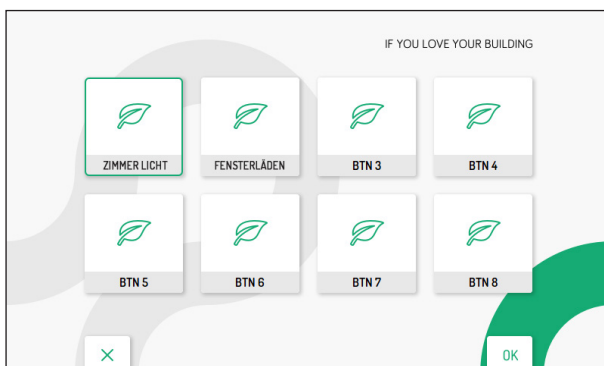 IF YOU LOVE YOUR BUILDING
ZIMMER LICHT
FENSTERLÄDEN
BTN 3
BTN 4
BTN 5
BTN 6
BTN 7
BTN 8
OK